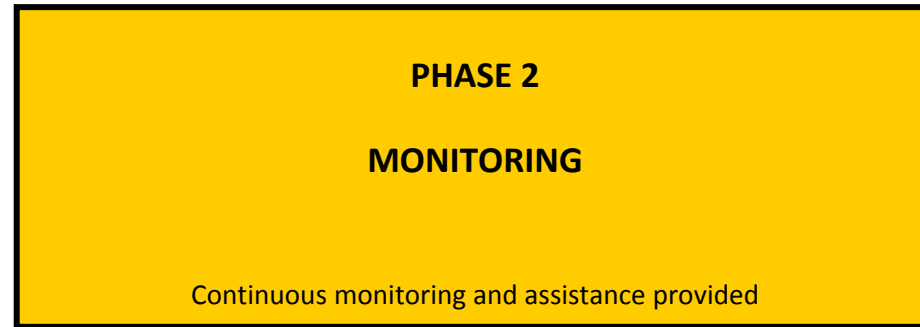 PHASE 2
MONITORING
Continuous monitoring and assistance provided